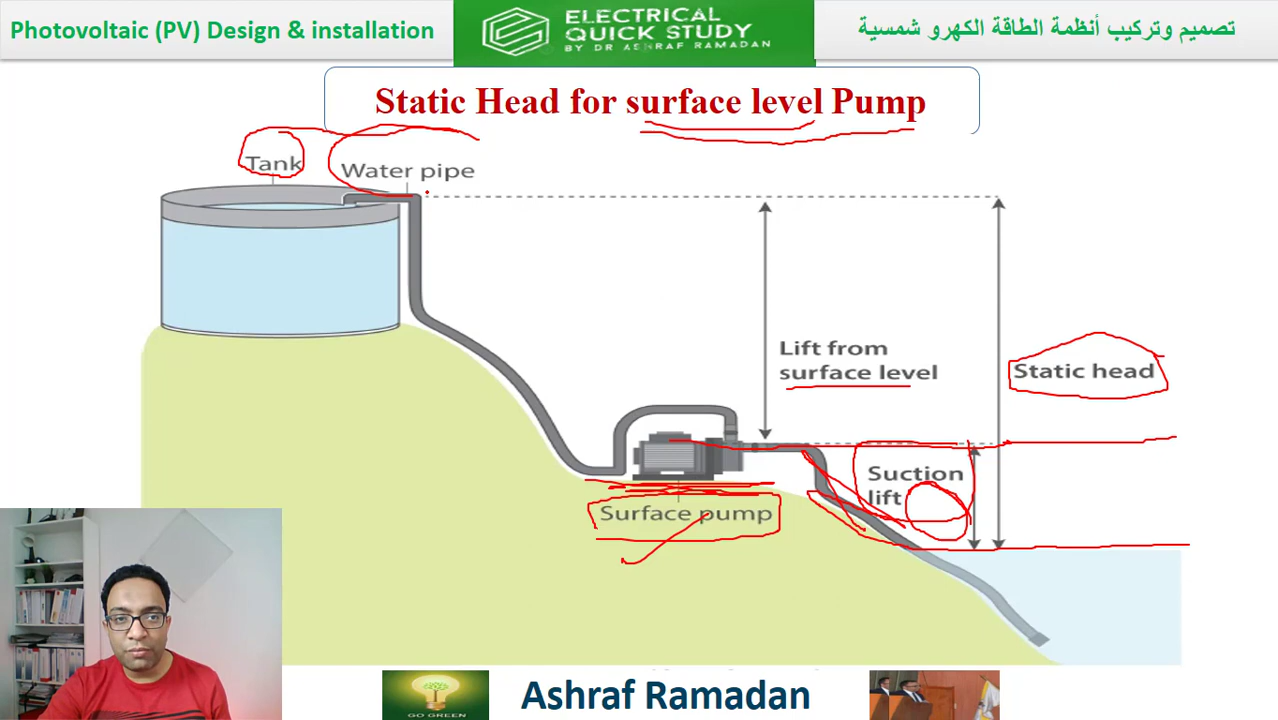 Photovoltaic (PV) Design & installation
ELECTRICAL
QUICK STUDY
BY DR ASHRAF RAMADAN
تصميم وتركيب أنظمة الطاقة الكهرو شمسية
Static Head for surface level Pump
Tank
Water pipe
Lift from
surface level
Static head
Suction
lift
Surface pump
GO GREEN
Ashraf Ramadan